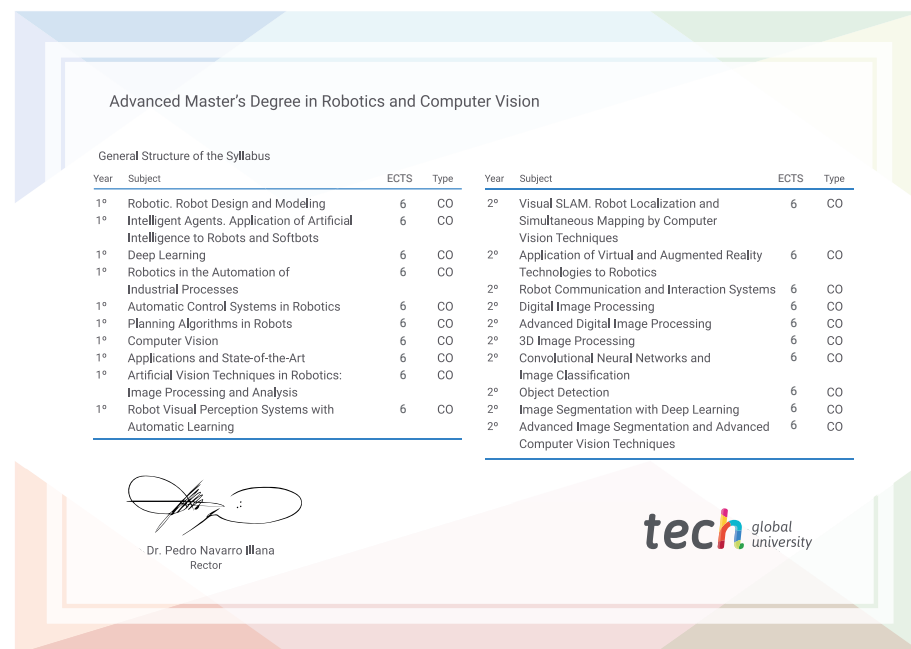 Advanced Master's Degree in Robotics and Computer Vision
General Structure of the Syllabus
Year Subject ECTS Type
1º Robotic. Robot Design and Modeling 6 CO
1º Intelligent Agents. Application of Artificial 6 CO
Intelligence to Robots and Softbots
1º Deep Learning 6 CO
1º Robotics in the Automation of 6 CO
Industrial Processes
1º Automatic Control Systems in Robotics 6 CO
1º Planning Algorithms in Robots 6 CO
1º Computer Vision 6 CO
1º Applications and State-of-the-Art 6 CO
1º Artificial Vision Techniques in Robotics: 6 CO
Image Processing and Analysis
1º Robot Visual Perception Systems with 6 CO
Automatic Learning
Year Subject ECTS Type
2º Visual SLAM. Robot Localization and 6 CO
Simultaneous Mapping by Computer
Vision Techniques
2º Application of Virtual and Augmented Reality 6 CO
Technologies to Robotics
2º Robot Communication and Interaction Systems 6 CO
2º Digital Image Processing 6 CO
2º Advanced Digital Image Processing 6 CO
2º 3D Image Processing 6 CO
2º Convolutional Neural Networks and 6 CO
Image Classification
2º Object Detection 6 CO
2º Image Segmentation with Deep Learning 6 CO
2º Advanced Image Segmentation and Advanced 6 CO
Computer Vision Techniques
Dr. Pedro Navarro Illana
Rector
tech global
university